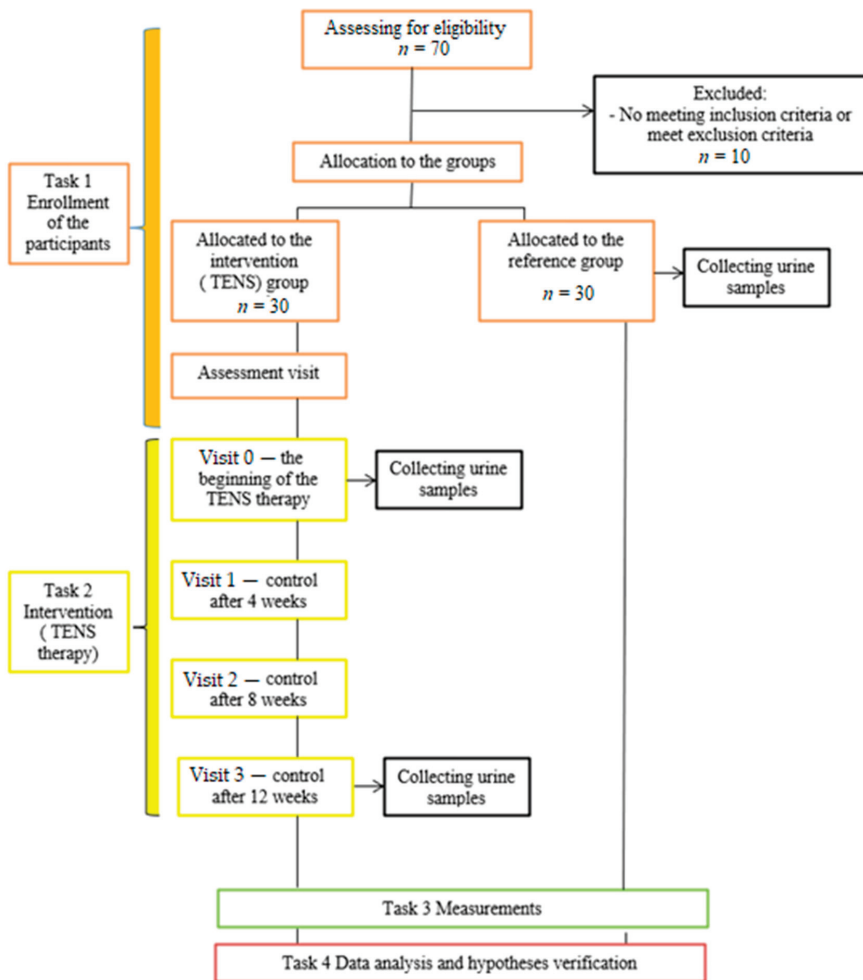 Assessing for eligibility
n = 70
Excluded:
- No meeting inclusion criteria or
meet exclusion criteria
n = 10
Allocation to the groups
Task 1
Enrollment
of the
participants
Allocated to the
intervention
( TENS) group
n = 30
Allocated to the
reference group
n = 30
Collecting urine
samples
Assessment visit
Visit 0 — the
beginning of the
TENS therapy
Collecting urine
samples
Task 2
Intervention
( TENS
therapy)
Visit 1 — control
after 4 weeks
Visit 2 — control
after 8 weeks
Visit 3 — control
after 12 weeks
Collecting urine
samples
Task 3 Measurements
Task 4 Data analysis and hypotheses verification